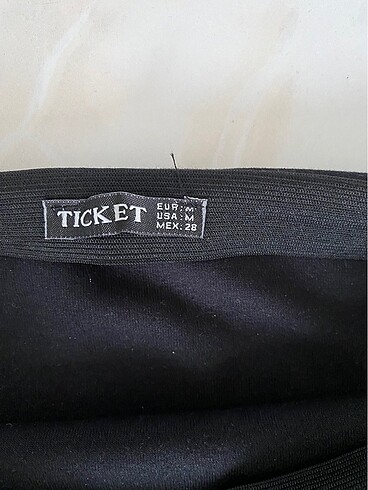 TICKET
EUR: M
USA: M
MEX: 28